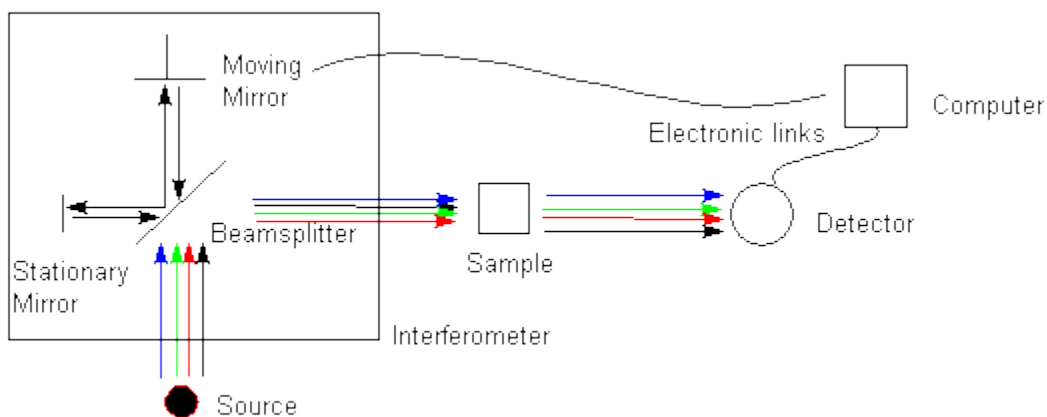 Moving
Mirror
Computer
Electronic links
Beamsplitter
Detector
Sample
Stationary
Mirror
Interferometer
Source